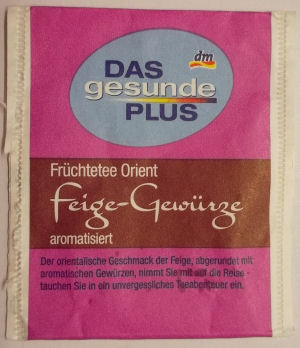 dm
DAS
gesunde
PLUS
Früchtetee Orient
Feige-Gewürze
aromatisiert
Der orientalische Geschmack der Feige, abgerundet mit
aromatischen Gewürzen, nimmt Sie mit auf die Reise -
tauchen Sie in ein unvergessliches Teeabenteuer ein.